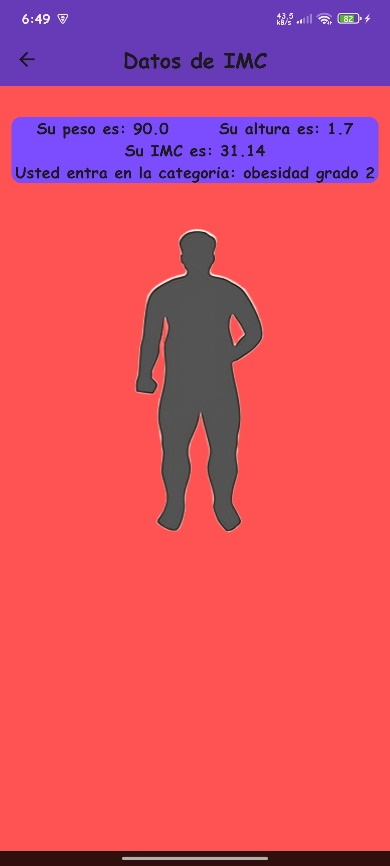 6:49 43.5 kB/s 82
Datos de IMC
Su peso es: 90.0 Su altura es: 1.7
Su IMC es: 31.14
Usted entra en la categoria: obesidad grado 2